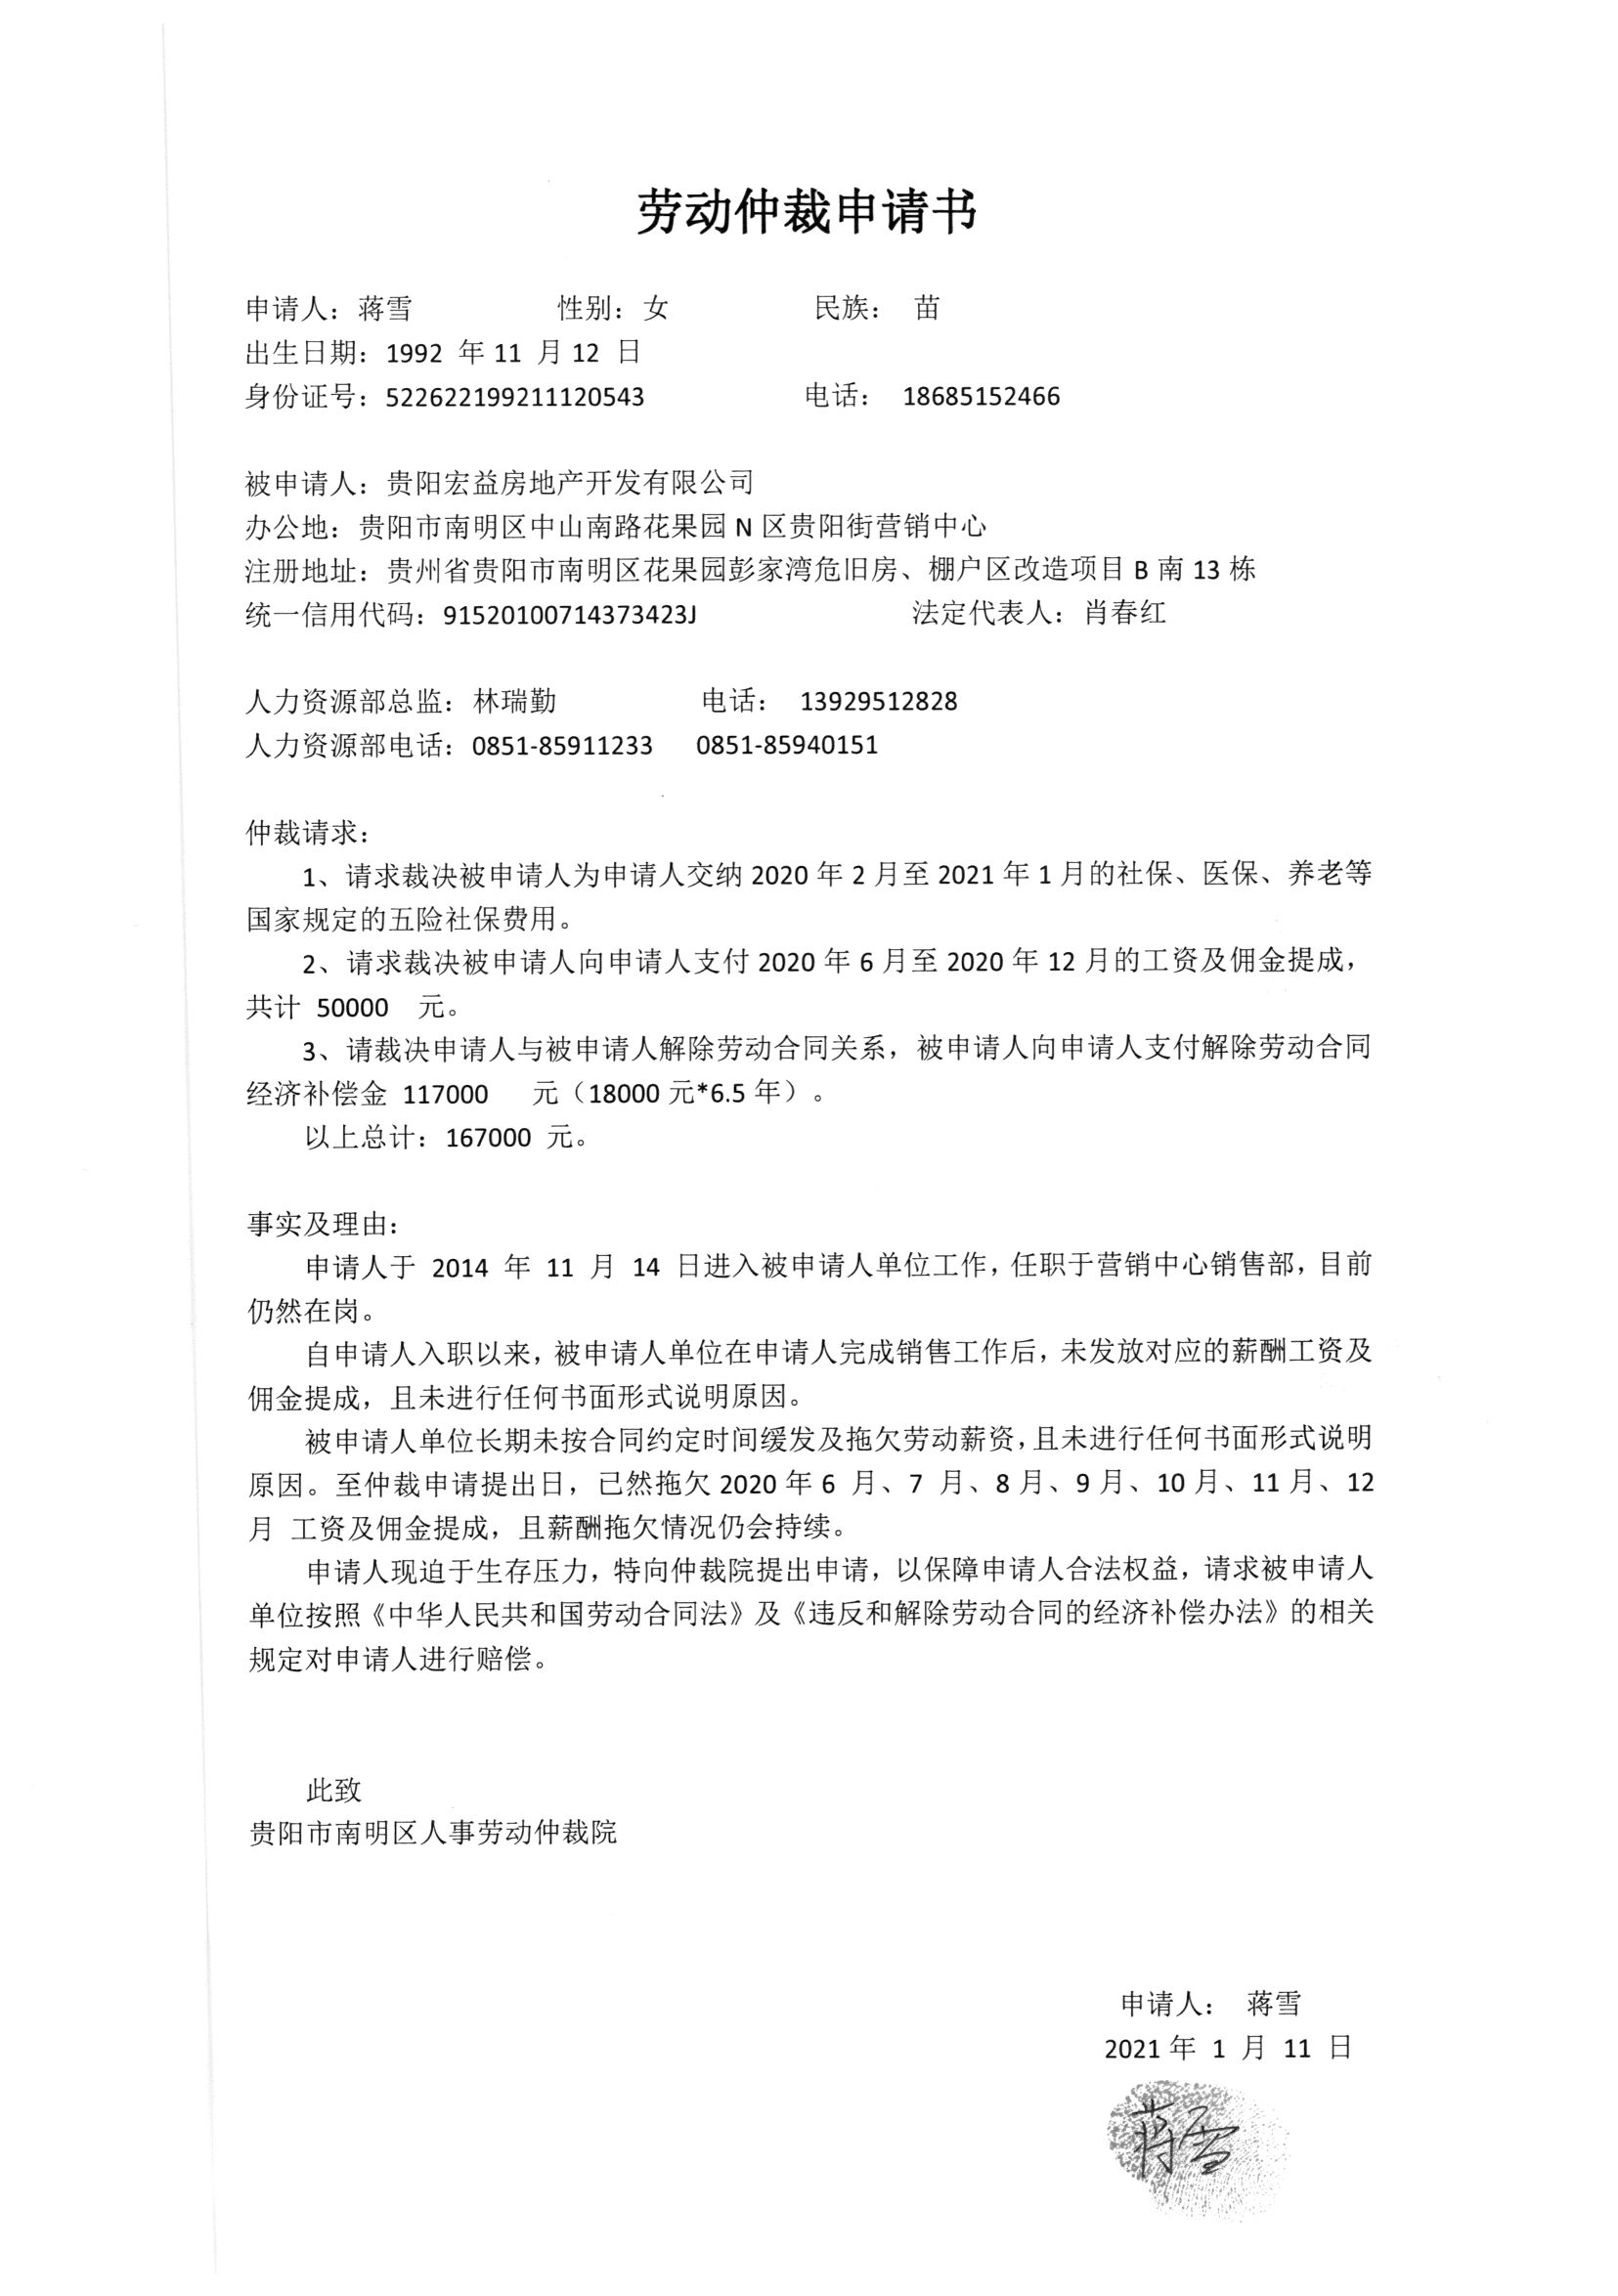 劳动仲裁申请书
申请人：蒋雪 性别：女 民族： 苗
出生日期：1992 年 11 月 12 日
身份证号：522622199211120543 电话： 18685152466
被申请人：贵阳宏益房地产开发有限公司
办公地：贵阳市南明区中山南路花果园 N 区贵阳街营销中心
注册地址：贵州省贵阳市南明区花果园彭家湾危旧房、棚户区改造项目 B 南 13 栋
统一信用代码：91520100714373423J 法定代表人：肖春红
人力资源部总监：林瑞勤 电话： 13929512828
人力资源部电话：0851-85911233 0851-85940151
仲裁请求：
1、请求裁决被申请人为申请人交纳 2020 年 2 月至 2021 年 1 月的社保、医保、养老等
国家规定的五险社保费用。
2、请求裁决被申请人向申请人支付 2020 年 6 月至 2020 年 12 月的工资及佣金提成，
共计 50000 元。
3、请裁决申请人与被申请人解除劳动合同关系，被申请人向申请人支付解除劳动合同
经济补偿金 117000 元（18000 元*6.5 年）。
以上总计：167000 元。
事实及理由：
申请人于 2014 年 11 月 14 日进入被申请人单位工作，任职于营销中心销售部，目前
仍然在岗。
自申请人入职以来，被申请人单位在申请人完成销售工作后，未发放对应的薪酬工资及
佣金提成，且未进行任何书面形式说明原因。
被申请人单位长期未按合同约定时间缓发及拖欠劳动薪资，且未进行任何书面形式说明
原因。至仲裁申请提出日，已然拖欠 2020 年 6 月、7 月、8 月、9 月、10 月、11 月、12
月 工资及佣金提成，且薪酬拖欠情况仍会持续。
申请人现迫于生存压力，特向仲裁院提出申请，以保障申请人合法权益，请求被申请人
单位按照《中华人民共和国劳动合同法》及《违反和解除劳动合同的经济补偿办法》的相关
规定对申请人进行赔偿。
此致
贵阳市南明区人事劳动仲裁院
申请人： 蒋雪
2021 年 1 月 11 日
蒋雪